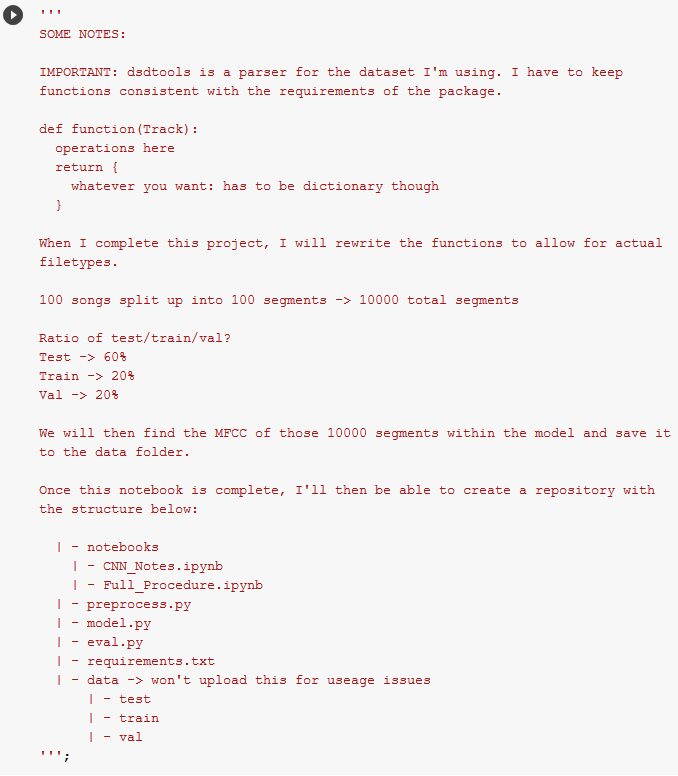 '''
SOME NOTES:

IMPORTANT: dsdtools is a parser for the dataset I'm using. I have to keep
functions consistent with the requirements of the package.

def function(Track):
  operations here
  return {
    whatever you want: has to be dictionary though
  }

When I complete this project, I will rewrite the functions to allow for actual
filetypes.

100 songs split up into 100 segments -> 10000 total segments

Ratio of test/train/val?
Test -> 60%
Train -> 20%
Val -> 20%

We will then find the MFCC of those 10000 segments within the model and save it
to the data folder.

Once this notebook is complete, I'll then be able to create a repository with
the structure below:

  | - notebooks
    | - CNN_Notes.ipynb
    | - Full_Procedure.ipynb
  | - preprocess.py
  | - model.py
  | - eval.py
  | - requirements.txt
  | - data -> won't upload this for useage issues
      | - test
      | - train
      | - val
''';